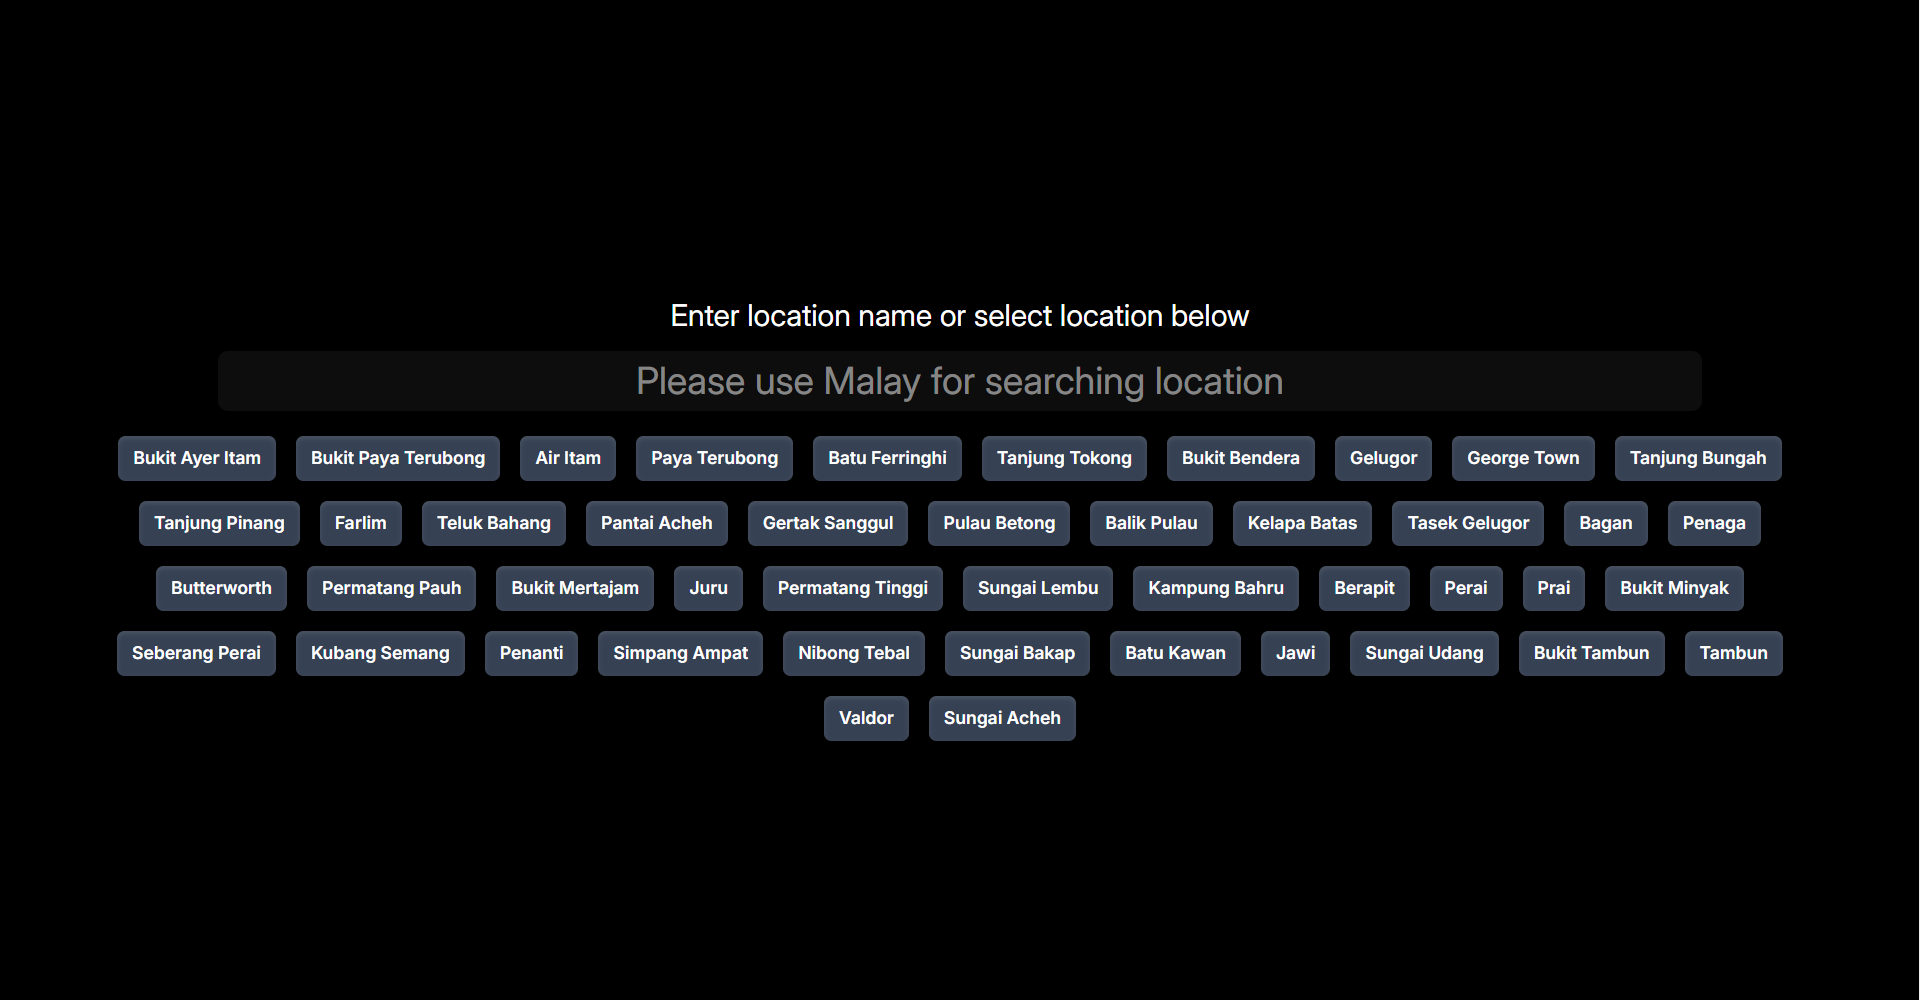 Enter location name or select location below
Please use Malay for searching location
Bukit Ayer Itam Bukit Paya Terubong Air Itam Paya Terubong Batu Ferringhi Tanjung Tokong Bukit Bendera Gelugor George Town Tanjung Bungah
Tanjung Pinang Farlim Teluk Bahang Pantai Acheh Gertak Sanggul Pulau Betong Balik Pulau Kelapa Batas Tasek Gelugor Bagan Penaga
Butterworth Permatang Pauh Bukit Mertajam Juru Permatang Tinggi Sungai Lembu Kampung Bahru Berapit Perai Prai Bukit Minyak
Seberang Perai Kubang Semang Penanti Simpang Ampat Nibong Tebal Sungai Bakap Batu Kawan Jawi Sungai Udang Bukit Tambun Tambun
Valdor Sungai Acheh